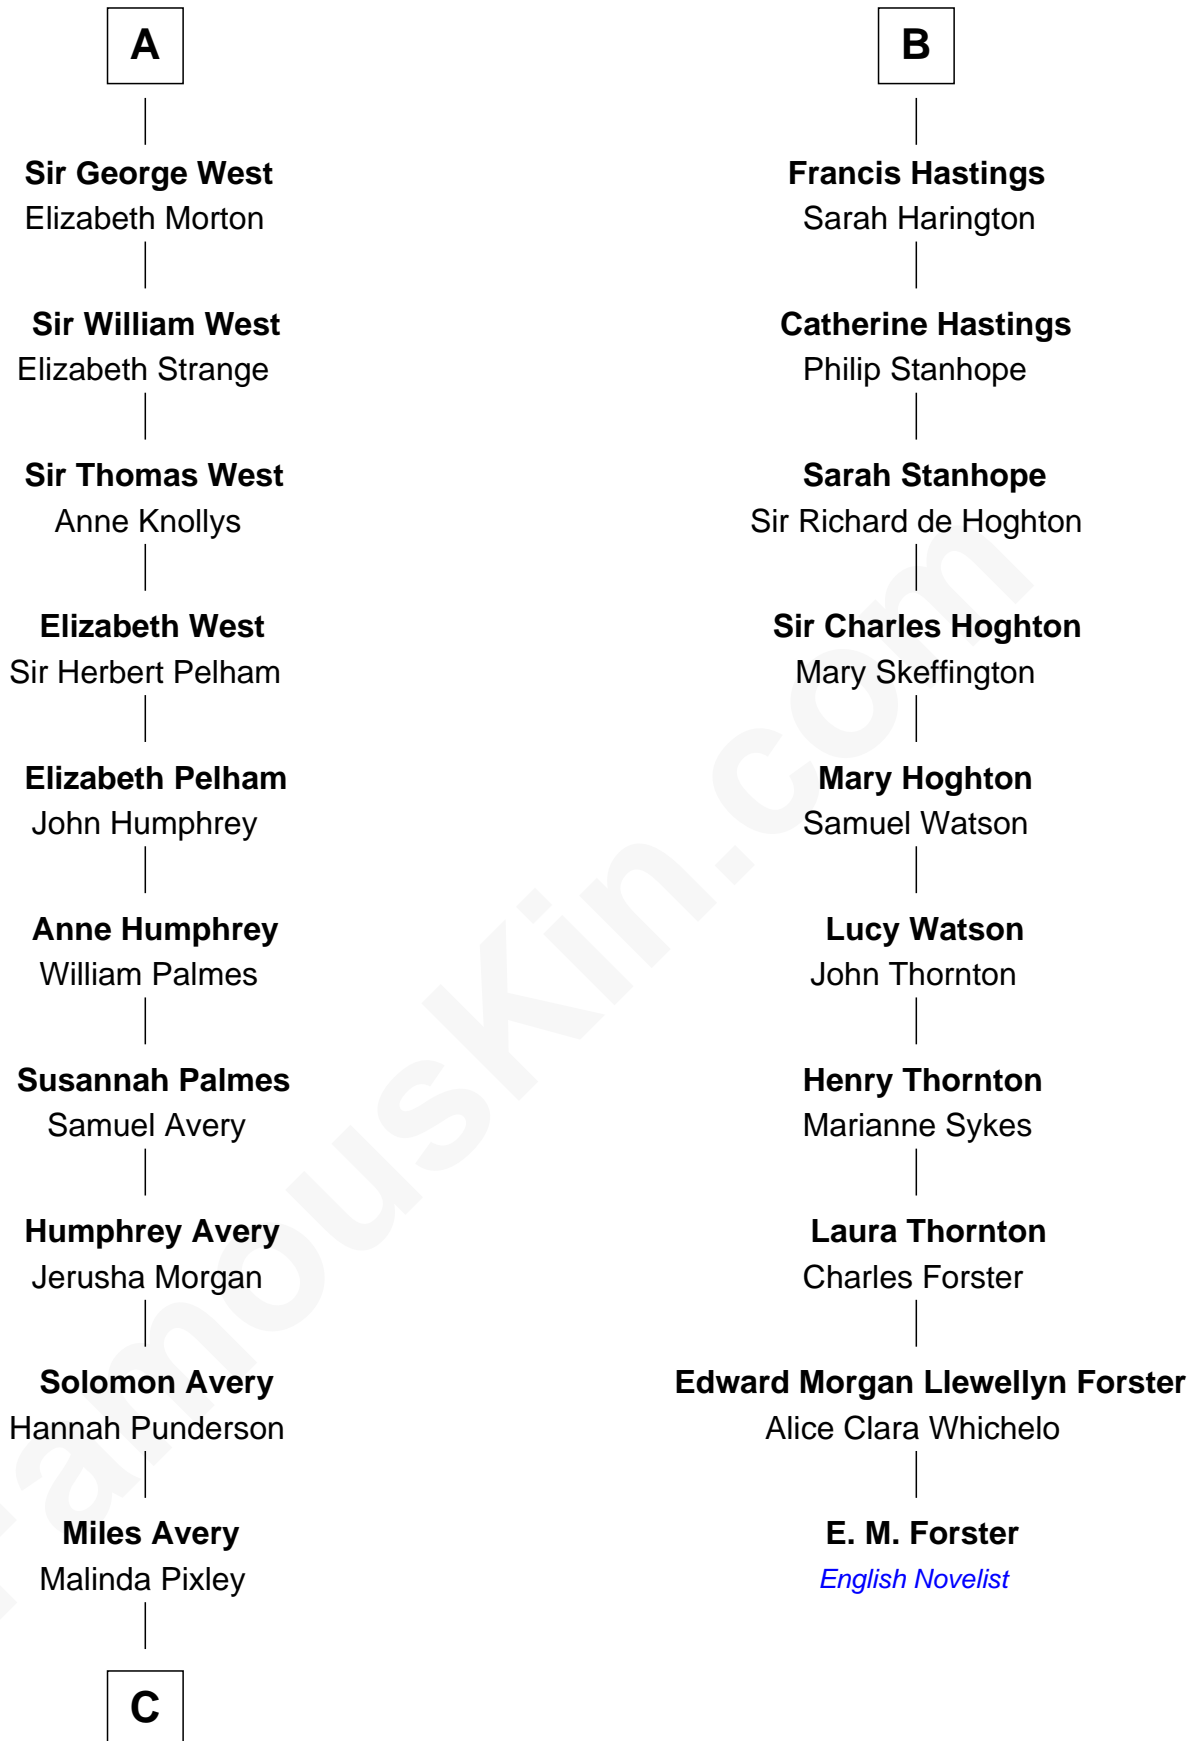 A
Sir George West
Elizabeth Morton
Sir William West
Elizabeth Strange
Sir Thomas West
Anne Knollys
Elizabeth West
Sir Herbert Pelham
Elizabeth Pelham
John Humphrey
Anne Humphrey
William Palmes
Susannah Palmes
Samuel Avery
Humphrey Avery
Jerusha Morgan
Solomon Avery
Hannah Punderson
Miles Avery
Malinda Pixley
C
B
Francis Hastings
Sarah Harington
Catherine Hastings
Philip Stanhope
Sarah Stanhope
Sir Richard de Hoghton
Sir Charles Hoghton
Mary Skeffington
Mary Hoghton
Samuel Watson
Lucy Watson
John Thornton
Henry Thornton
Marianne Sykes
Laura Thornton
Charles Forster
Edward Morgan Llewellyn Forster
Alice Clara Whichelo
E. M. Forster
English Novelist
FamousKin.com